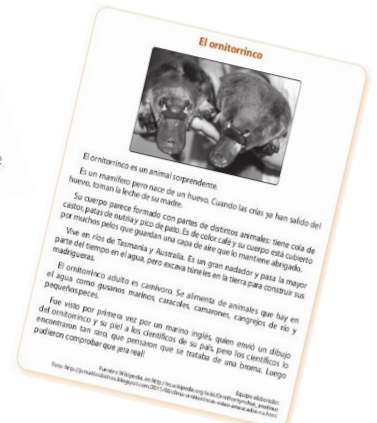 El ornitorrinco
El ornitorrinco es un animal sorprendente.
Es un mamífero pero nace de un huevo. Cuando las crías ya han salido del
huevo, toman la leche de su madre.
Su cuerpo parece formado con partes de distintos animales: tiene cola de
castor, patas de nutria y pico de pato. Es de color café y su cuerpo está cubierto
por muchos pelos que guardan una capa de aire que lo mantiene abrigado.
Vive en ríos de Tasmania y Australia. Es un gran nadador y pasa la mayor
parte del tiempo en el agua, pero excava túneles en la tierra para construir sus
madrigueras.
El ornitorrinco adulto es carnívoro. Se alimenta de animales que hay en
el agua como gusanos marinos, caracoles, camarones, cangrejos de río y
pequeños peces.
Fue visto por primera vez por un marino inglés, quien envió un dibujo
del ornitorrinco y su piel a los científicos de su país, pero los científicos lo
encontraron tan raro, que pensaron que se trataba de una broma. Luego
pudieron comprobar que ¡era real!
Equipo elaborador.
Fuentes: Wikipedia, en
Foto: